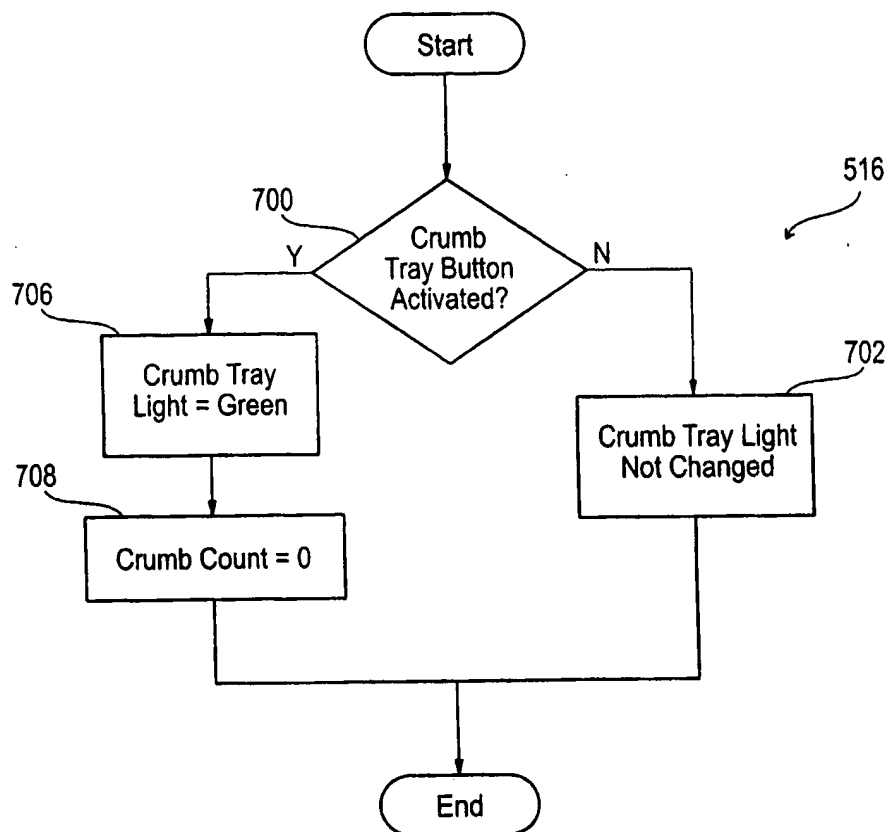 Start
516
700
Crumb
Tray Button
Activated?
Y
N
706
Crumb Tray
Light = Green
702
Crumb Tray Light
Not Changed
708
Crumb Count = 0
End